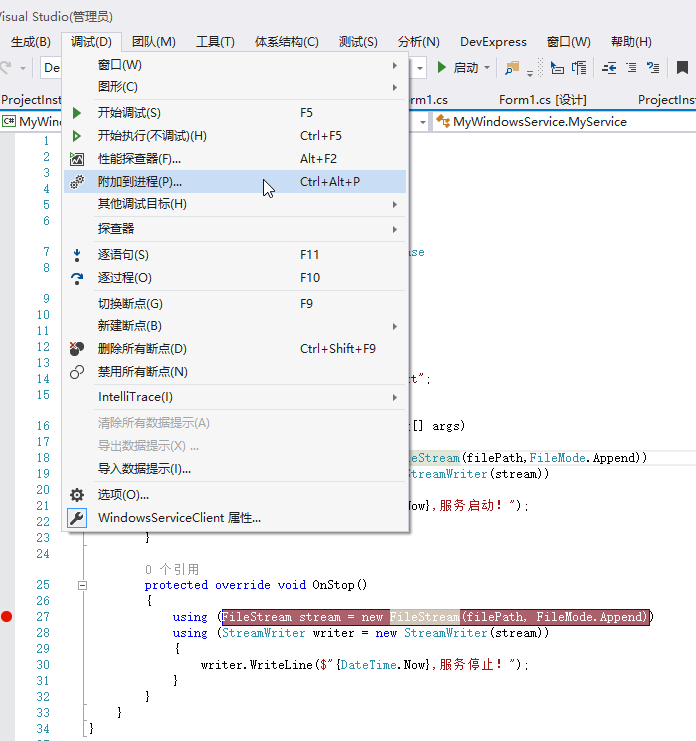 Visual Studio(管理员)
生成(B) 调试(D) 团队(M) 工具(T) 体系结构(C) 测试(S) 分析(N) DevExpress 窗口(W) 帮助(H)
De 启动
ProjectInst rm1.cs Form1.cs [设计] ProjectInst
C# MyWin MyWindowsService.MyService
窗口(W)
图形(C)
开始调试(S) F5
开始执行(不调试)(H) Ctrl+F5
性能探查器(F)... Alt+F2
附加到进程(P)... Ctrl+Alt+P
其他调试目标(H)
探查器
逐语句(S) F11
逐过程(O) F10
切换断点(G) F9
新建断点(B)
删除所有断点(D) Ctrl+Shift+F9
禁用所有断点(N)
IntelliTrace(I)
清除所有数据提示(A)
导出数据提示(X) ...
导入数据提示(I)...
选项(O)...
WindowsServiceClient 属性...
1
2
3
4
5
6
7 se
8
9
10
11
12
13
14 t";
15
16 [] args)
17
18 eStream(filePath,FileMode.Append))
19 StreamWriter(stream))
20
21 Now},服务启动！");
22
23 }
24
0 个引用
25 protected override void OnStop()
26 {
27 using (FileStream stream = new FileStream(filePath, FileMode.Append))
28 using (StreamWriter writer = new StreamWriter(stream))
29 {
30 writer.WriteLine($"{DateTime.Now},服务停止！");
31 }
32 }
33 }
34 }